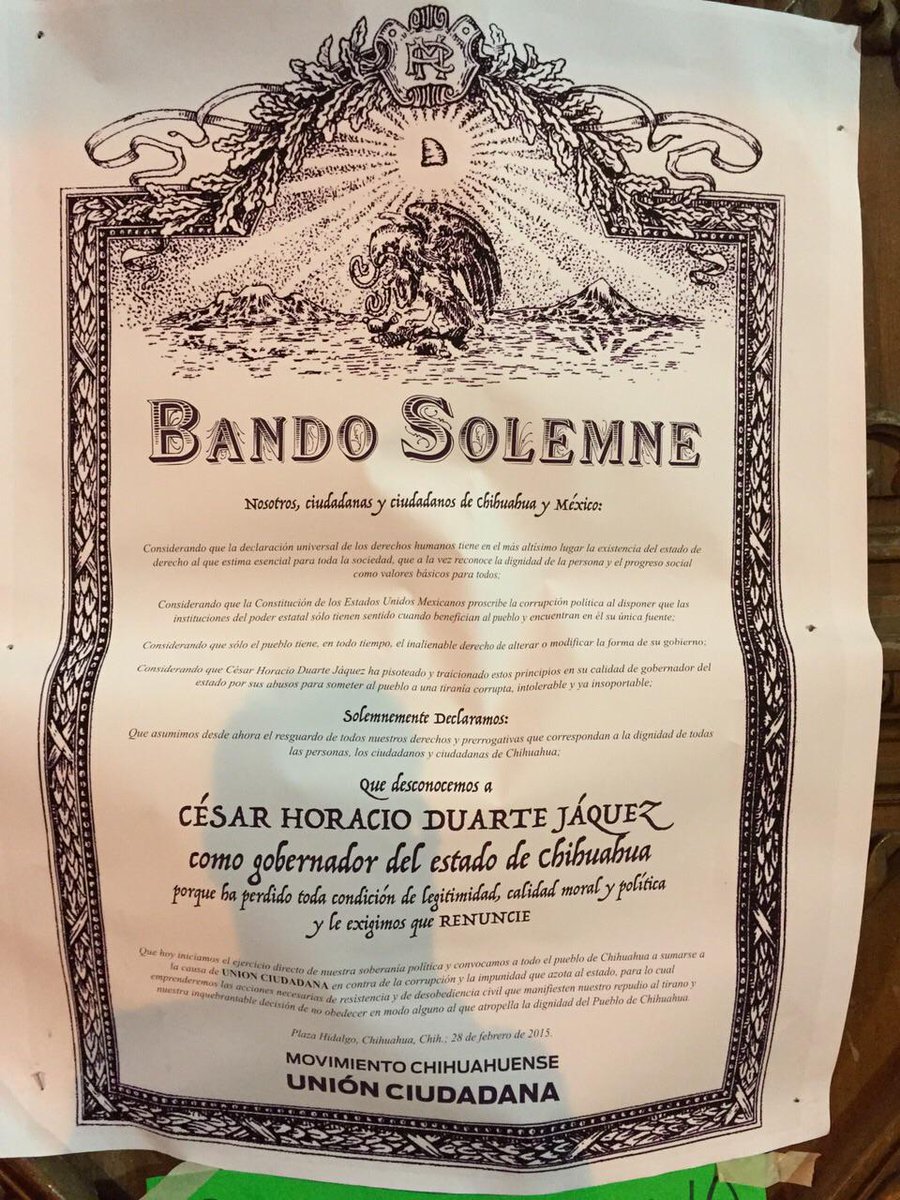 BANDO SOLEMNE
Nosotros, ciudadanas y ciudadanos de Chihuahua y México:
Considerando que la declaración universal de los derechos humanos tiene en el más altísimo lugar la existencia del estado de
derecho al que estima esencial para toda la sociedad, que a la vez reconoce la dignidad de la persona y el progreso social
como valores básicos para todos;
Considerando que la Constitución de los Estados Unidos Mexicanos proscribe la corrupción política al disponer que las
instituciones del poder estatal sólo tienen sentido cuando benefician al pueblo y encuentran en él su única fuente;
Considerando que sólo el pueblo tiene, en todo tiempo, el inalienable derecho de alterar o modificar la forma de su gobierno;
Considerando que César Horacio Duarte Jáquez ha pisoteado y traicionado estos principios en su calidad de gobernador del
estado por sus abusos para someter al pueblo a una tiranía corrupta, intolerable y ya insoportable;
Solemnemente Declaramos:
Que asumimos desde ahora el resguardo de todos nuestros derechos y prerrogativas que correspondan a la dignidad de todas
las personas, los ciudadanos y ciudadanas de Chihuahua;
Que desconocemos a
CÉSAR HORACIO DUARTE JÁQUEZ
como gobernador del estado de Chihuahua
porque ha perdido toda condición de legitimidad, calidad moral y política
y le exigimos que RENUNCIE
Que hoy iniciamos el ejercicio directo de nuestra soberanía política y convocamos a todo el pueblo de Chihuahua a sumarse a
la causa de UNION CIUDADANA en contra de la corrupción y la impunidad que azota al estado, para lo cual
emprenderemos las acciones necesarias de resistencia y de desobediencia civil que manifiesten nuestro repudio al tirano y
nuestra inquebrantable decisión de no obedecer en modo alguno al que atropella la dignidad del Pueblo de Chihuahua.
Plaza Hidalgo, Chihuahua, Chih.; 28 de febrero de 2015.
MOVIMIENTO CHIHUAHUENSE
UNIÓN CIUDADANA